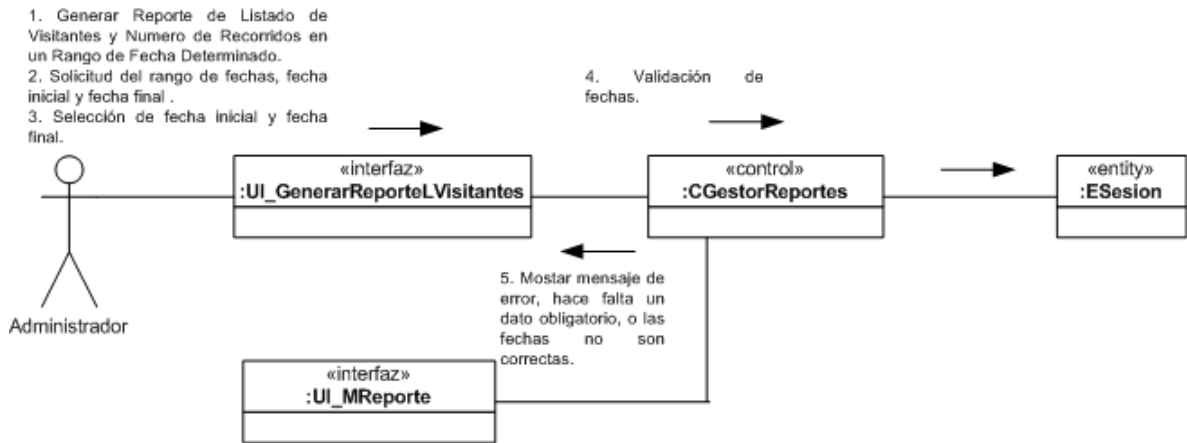 1. Generar Reporte de Listado de
Visitantes y Numero de Recorridos en
un Rango de Fecha Determinado.
2. Solicitud del rango de fechas, fecha
inicial y fecha final .
3. Selección de fecha inicial y fecha
final.
4. Validación de
fechas.
«interfaz»
:UI_GenerarReporteLVisitantes
«control»
:CGestorReportes
«entity»
:ESesion
5. Mostar mensaje de
error, hace falta un
dato obligatorio, o las
fechas no son
correctas.
Administrador
«interfaz»
:UI_MReporte